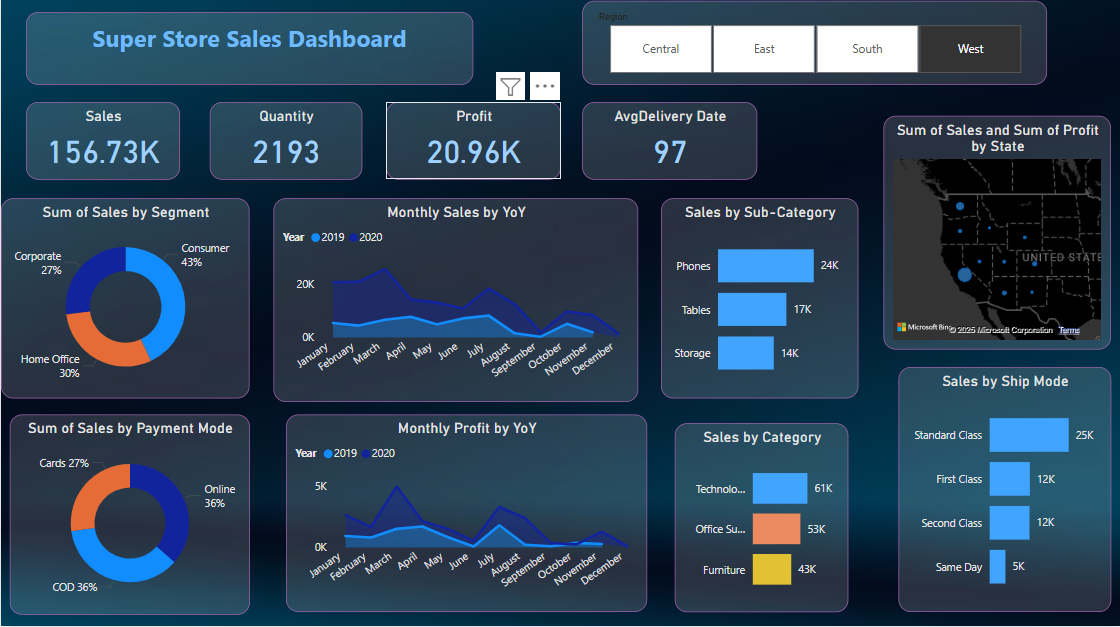 Super Store Sales Dashboard
Region
Central
East
South
West
Sales
156.73K
Quantity
2193
Profit
20.96K
AvgDelivery Date
97
Sum of Sales and Sum of Profit
by State
UNITED STATE
Microsoft Bing
© 2025 Microsoft Corporation Terms
Sum of Sales by Segment
Corporate
27%
Consumer
43%
Home Office
30%
Monthly Sales by YoY
Year 2019 2020
20K
0K
January
February
March
April
May
June
July
August
September
October
November
December
Sales by Sub-Category
Phones 24K
Tables 17K
Storage 14K
Sum of Sales by Payment Mode
Cards 27%
Online
36%
COD 36%
Monthly Profit by YoY
Year 2019 2020
5K
0K
January
February
March
April
May
June
July
August
September
October
November
December
Sales by Category
Technolo... 61K
Office Su... 53K
Furniture 43K
Sales by Ship Mode
Standard Class 25K
First Class 12K
Second Class 12K
Same Day 5K